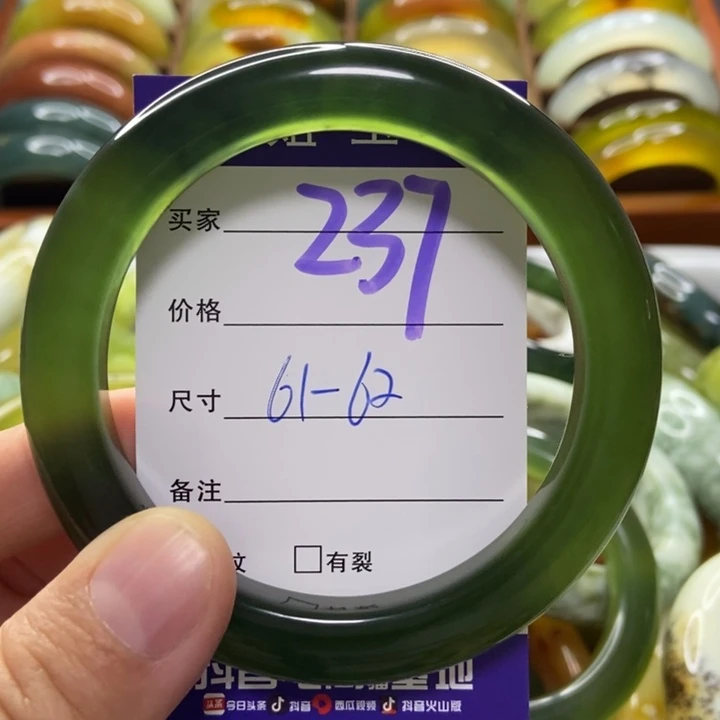 买家 237
价格
尺寸 61-62
备注
纹 □有裂
今日头条 抖音 西瓜视频 抖音火山版